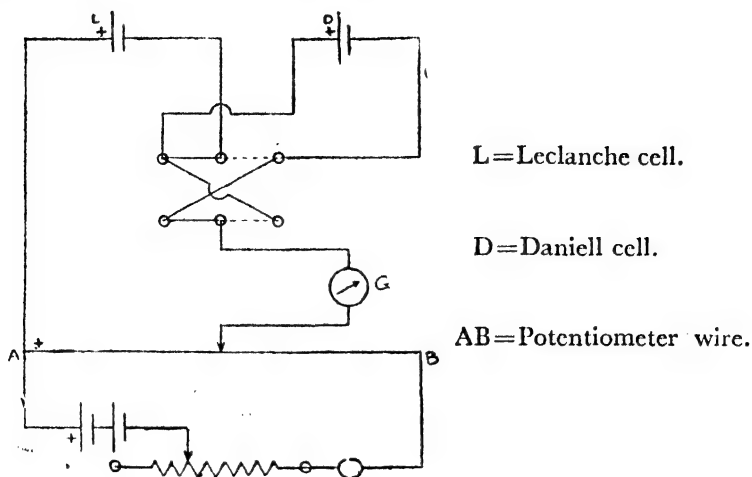 L
+
D
+
L=Leclanche cell.
D=Daniell cell.
G
AB=Potentiometer wire.
A
+
B
+